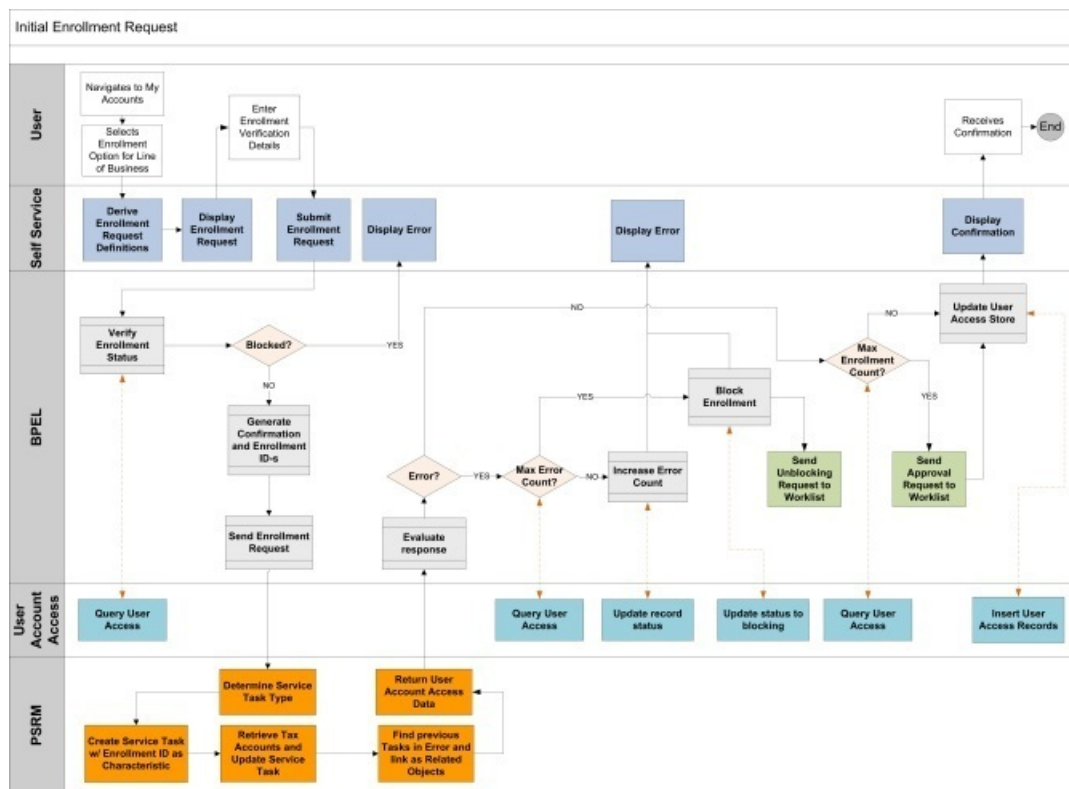 Initial Enrollment Request
User
Navigates to My
Accounts
Selects
Enrollment
Option for Line
of Business
Enter
Enrollment
Verification
Details
Receives
Confirmation
End
Self Service
Derive
Enrollment
Request
Definitions
Display
Enrollment
Request
Submit
Enrollment
Request
Display Error
Display Error
Display
Confirmation
BPEL
Verify
Enrollment
Status
Blocked?
YES
NO
Generate
Confirmation
and Enrollment
ID-s
Send Enrollment
Request
NO
Error?
YES
Evaluate
response
Max Error
Count?
YES
NO
Increase Error
Count
Block
Enrollment
Send
Unblocking
Request to
Worklist
Max
Enrollment
Count?
NO
YES
Send
Approval
Request to
Worklist
Update User
Access Store
User
Account
Access
Query User
Access
Query User
Access
Update record
status
Update status to
blocking
Query User
Access
Insert User
Access Records
PSRM
Determine Service
Task Type
Return User
Account Access
Data
Create Service Task
w/ Enrollment ID as
Characteristic
Retrieve Tax
Accounts and
Update Service
Task
Find previous
Tasks in Error and
link as Related
Objects